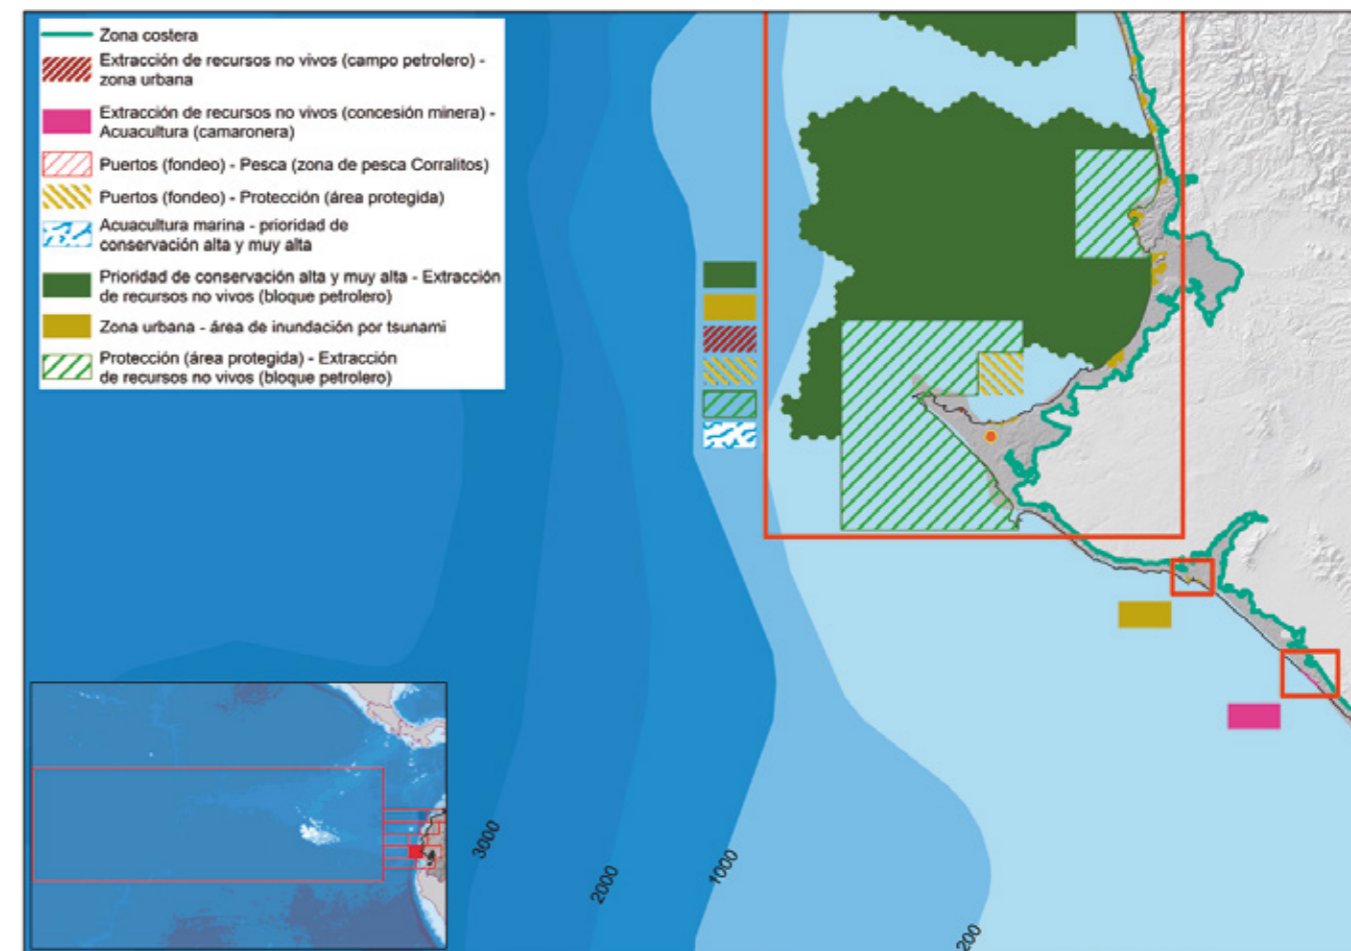 Zona costera
Extracción de recursos no vivos (campo petrolero) -
zona urbana
Extracción de recursos no vivos (concesión minera) -
Acuacultura (camaronera)
Puertos (fondeo) - Pesca (zona de pesca Corralitos)
Puertos (fondeo) - Protección (área protegida)
Acuacultura marina - prioridad de
conservación alta y muy alta
Prioridad de conservación alta y muy alta - Extracción
de recursos no vivos (bloque petrolero)
Zona urbana - área de inundación por tsunami
Protección (área protegida) - Extracción
de recursos no vivos (bloque petrolero)
3000
2000
1000
200